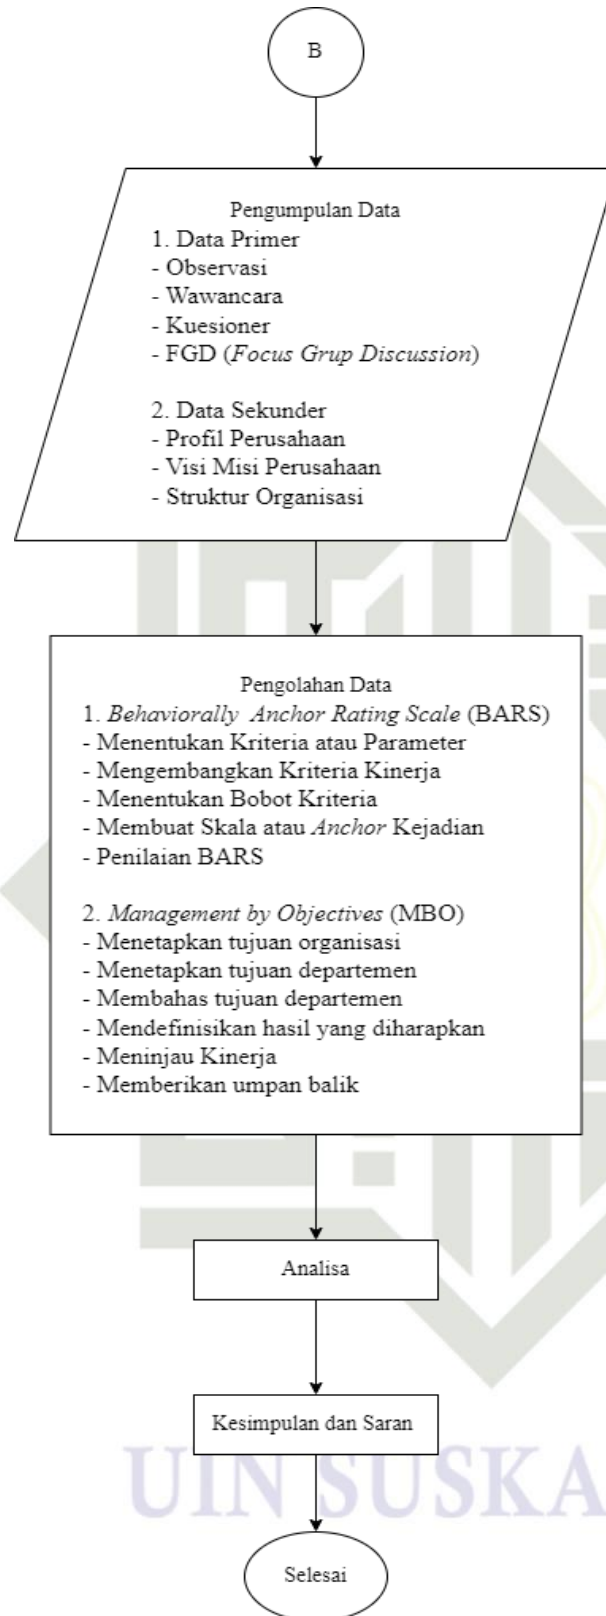 B
Pengumpulan Data
1. Data Primer
- Observasi
- Wawancara
- Kuesioner
- FGD (Focus Grup Discussion)
2. Data Sekunder
- Profil Perusahaan
- Visi Misi Perusahaan
- Struktur Organisasi
Pengolahan Data
1. Behaviorally Anchor Rating Scale (BARS)
- Menentukan Kriteria atau Parameter
- Mengembangkan Kriteria Kinerja
- Menentukan Bobot Kriteria
- Membuat Skala atau Anchor Kejadian
- Penilaian BARS
2. Management by Objectives (MBO)
- Menetapkan tujuan organisasi
- Menetapkan tujuan departemen
- Membahas tujuan departemen
- Mendefinisikan hasil yang diharapkan
- Meninjau Kinerja
- Memberikan umpan balik
Analisa
Kesimpulan dan Saran
UIN SUSKA
Selesai